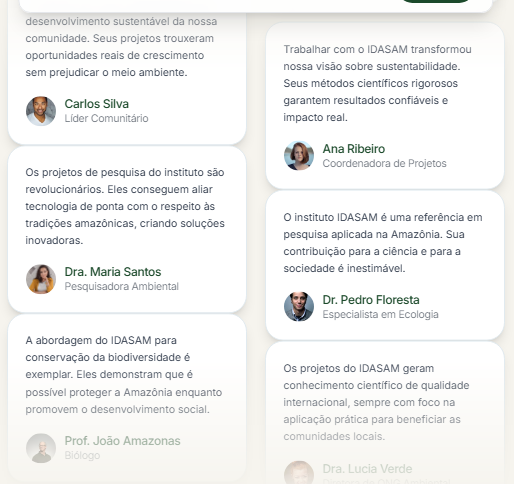 desenvolvimento sustentável da nossa
comunidade. Seus projetos trouxeram
oportunidades reais de crescimento
sem prejudicar o meio ambiente.
Carlos Silva
Líder Comunitário
Os projetos de pesquisa do instituto são
revolucionários. Eles conseguem aliar
tecnologia de ponta com o respeito às
tradições amazônicas, criando soluções
inovadoras.
Dra. Maria Santos
Pesquisadora Ambiental
A abordagem do IDASAM para
conservação da biodiversidade é
exemplar. Eles demonstram que é
possível proteger a Amazônia enquanto
promovem o desenvolvimento social.
Prof. João Amazonas
Biólogo
Trabalhar com o IDASAM transformou
nossa visão sobre sustentabilidade.
Seus métodos científicos rigorosos
garantem resultados confiáveis e
impacto real.
Ana Ribeiro
Coordenadora de Projetos
O instituto IDASAM é uma referência em
pesquisa aplicada na Amazônia. Sua
contribuição para a ciência e para a
sociedade é inestimável.
Dr. Pedro Floresta
Especialista em Ecologia
Os projetos do IDASAM geram
conhecimento científico de qualidade
internacional, sempre com foco na
aplicação prática para beneficiar as
comunidades locais.
Dra. Lucia Verde